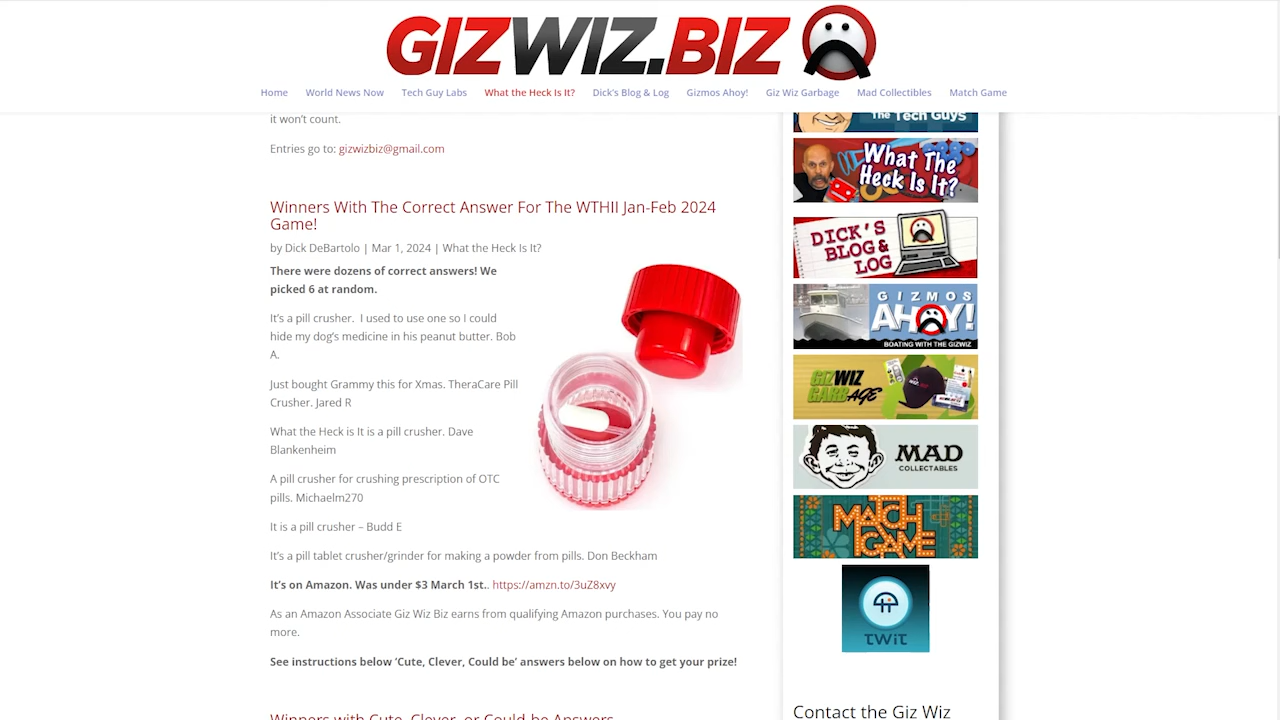 GIZWIZ.BIZ
Home World News Now Tech Guy Labs What the Heck Is It? Dick's Blog & Log Gizmos Ahoy! Giz Wiz Garbage Mad Collectibles Match Game
it won't count.
Entries go to: gizwizbiz@gmail.com
Winners With The Correct Answer For The WTHII Jan-Feb 2024
Game!
by Dick DeBartolo | Mar 1, 2024 | What the Heck Is It?
There were dozens of correct answers! We
picked 6 at random.
It's a pill crusher.  I used to use one so I could
hide my dog's medicine in his peanut butter. Bob
A.
Just bought Grammy this for Xmas. TheraCare Pill
Crusher. Jared R
What the Heck is It is a pill crusher. Dave
Blankenheim
A pill crusher for crushing prescription of OTC
pills. Michaelm270
It is a pill crusher – Budd E
It's a pill tablet crusher/grinder for making a powder from pills. Don Beckham
It's on Amazon. Was under $3 March 1st.. https://amzn.to/3uZ8xvy
As an Amazon Associate Giz Wiz Biz earns from qualifying Amazon purchases. You pay no
more.
See instructions below 'Cute, Clever, Could be' answers below on how to get your prize!
Winners with Cute, Clever, or Could-be Answers
The Tech Guys
What The
Heck Is It?
DICK'S
BLOG &
LOG
GIZMOS
AHOY!
BOATING WITH THE GIZWIZ
GIZWIZ
GARBAGE
MAD
COLLECTABLES
MATCH
GAME
TWiT
Contact the Giz Wiz